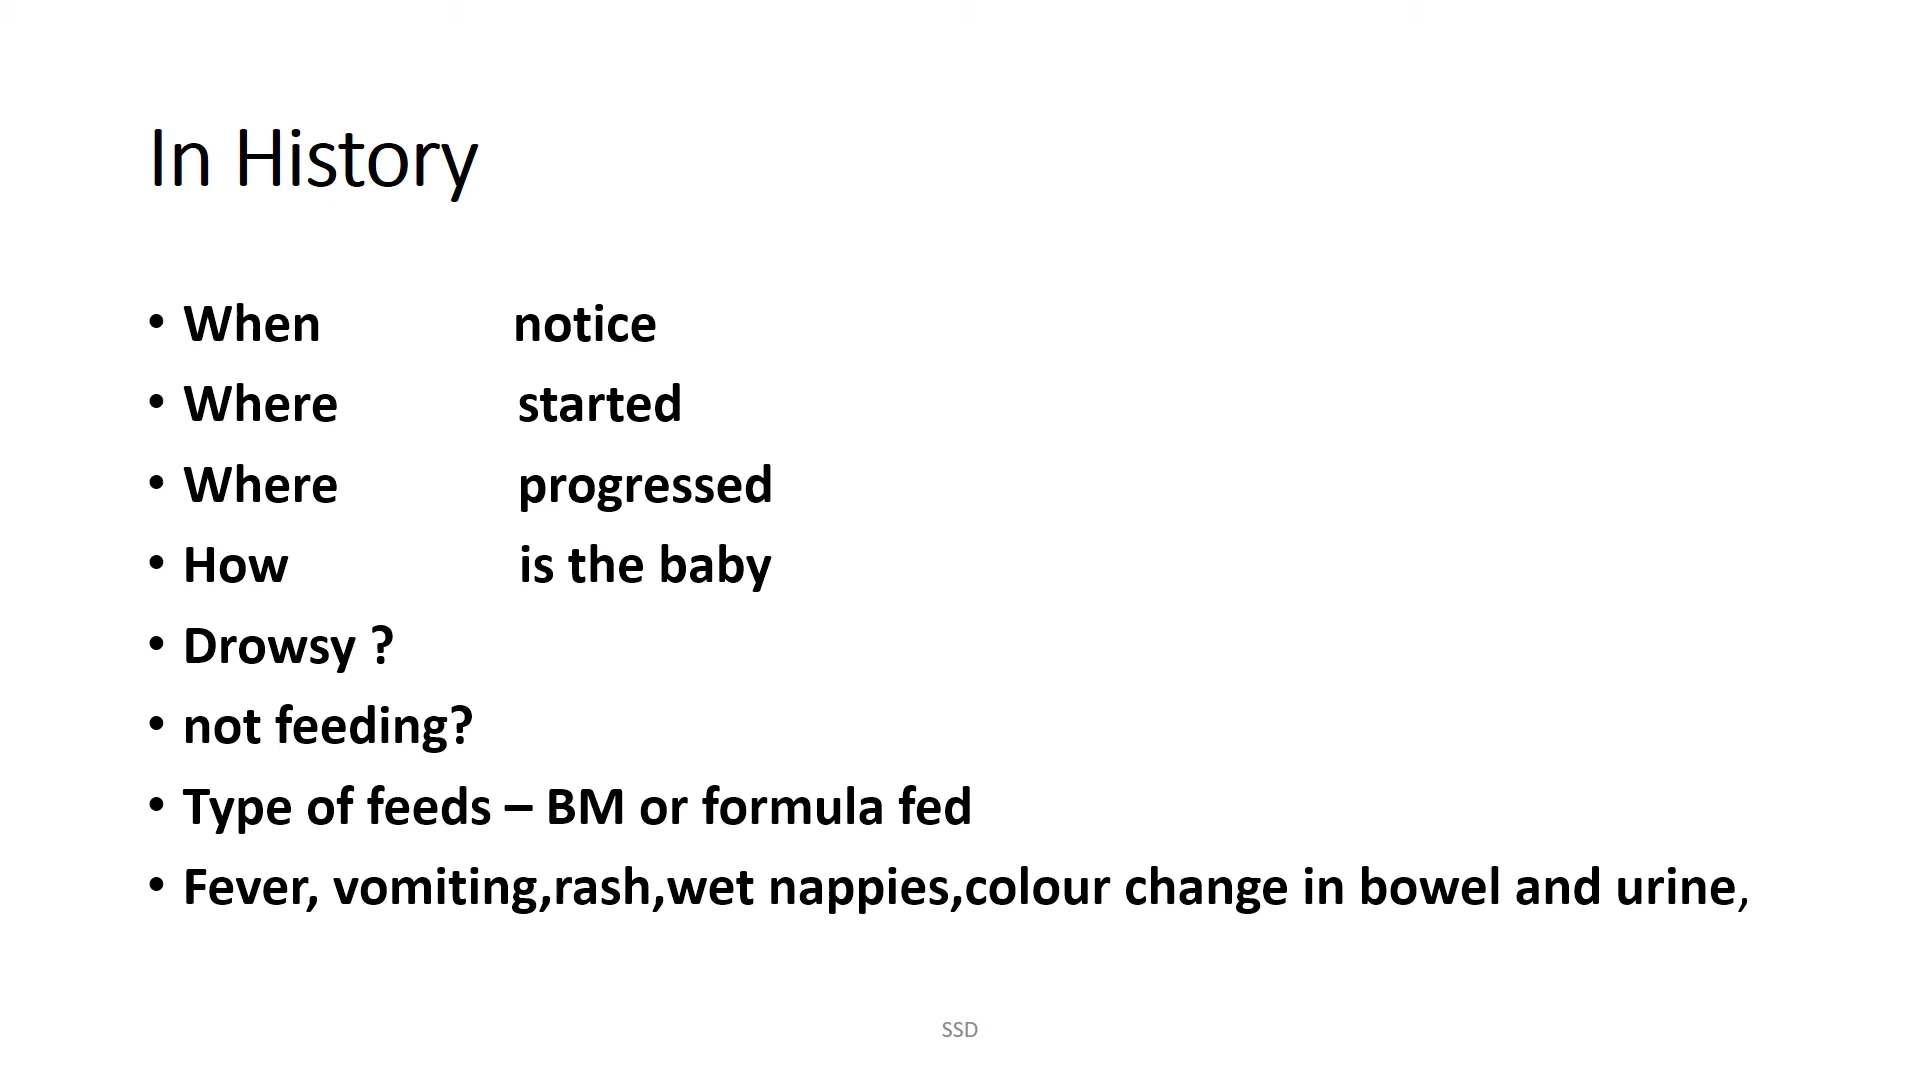 In History
• When notice
• Where started
• Where progressed
• How is the baby
• Drowsy ?
• not feeding?
• Type of feeds – BM or formula fed
• Fever, vomiting,rash,wet nappies,colour change in bowel and urine,
SSD